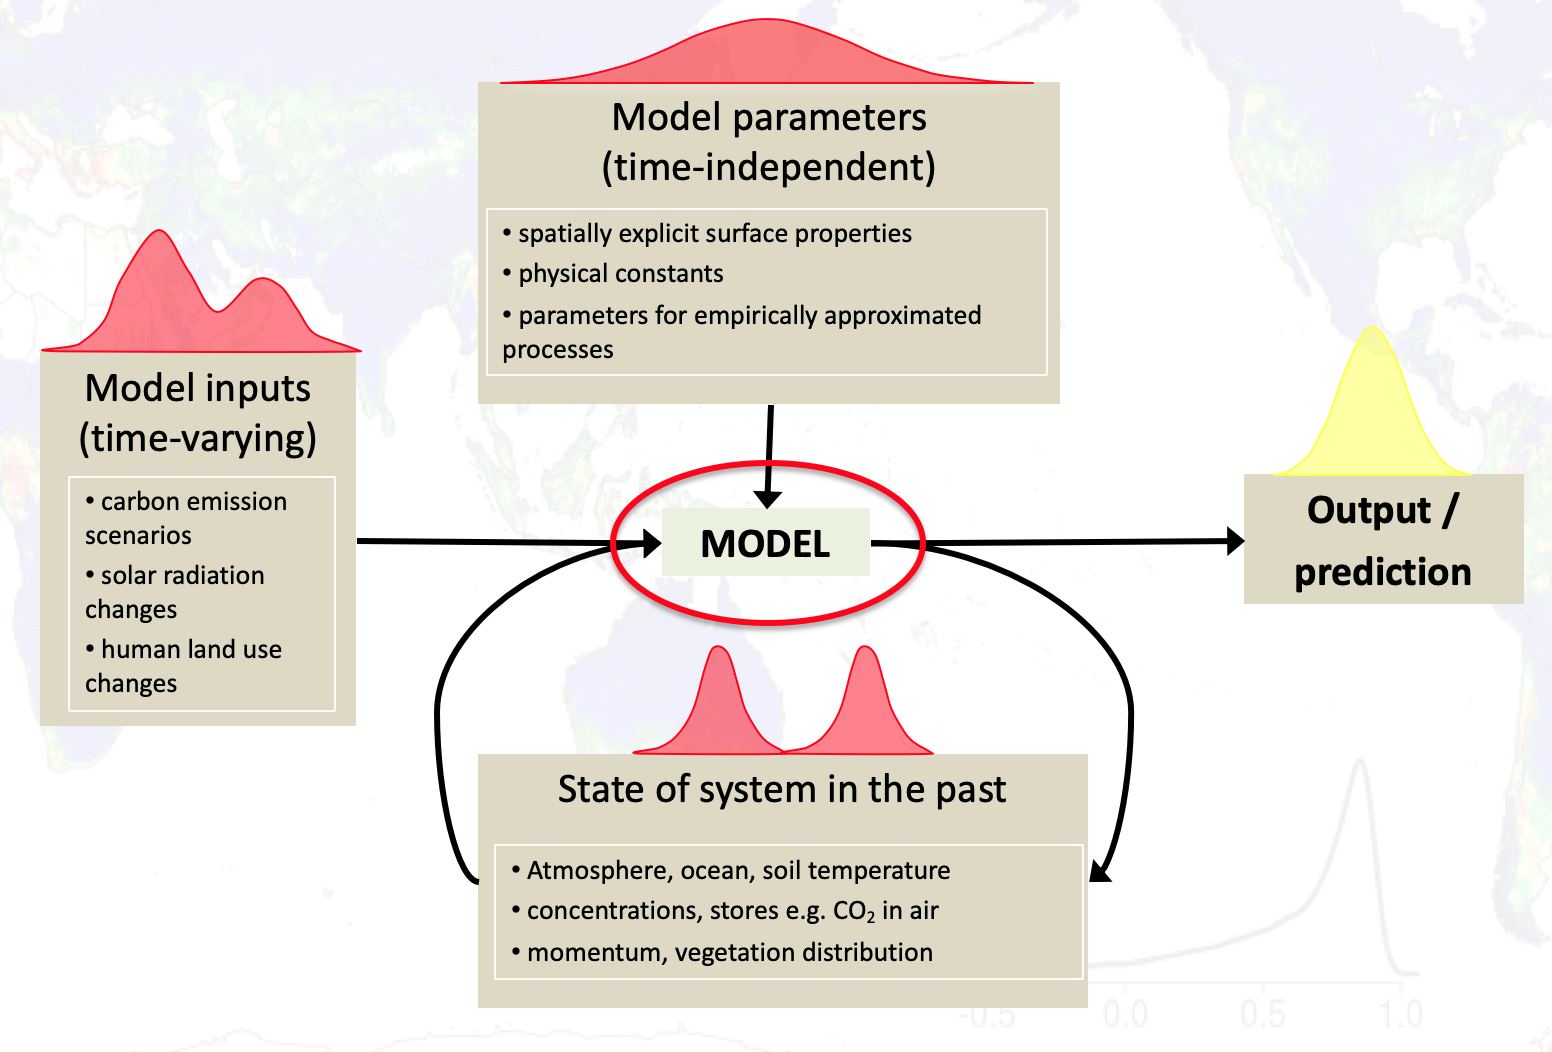 Model parameters
(time-independent)
• spatially explicit surface properties
• physical constants
• parameters for empirically approximated
processes
Model inputs
(time-varying)
• carbon emission
scenarios
• solar radiation
changes
• human land use
changes
MODEL
Output /
prediction
State of system in the past
• Atmosphere, ocean, soil temperature
• concentrations, stores e.g. CO₂ in air
• momentum, vegetation distribution
-0.5 0.0 0.5 1.0